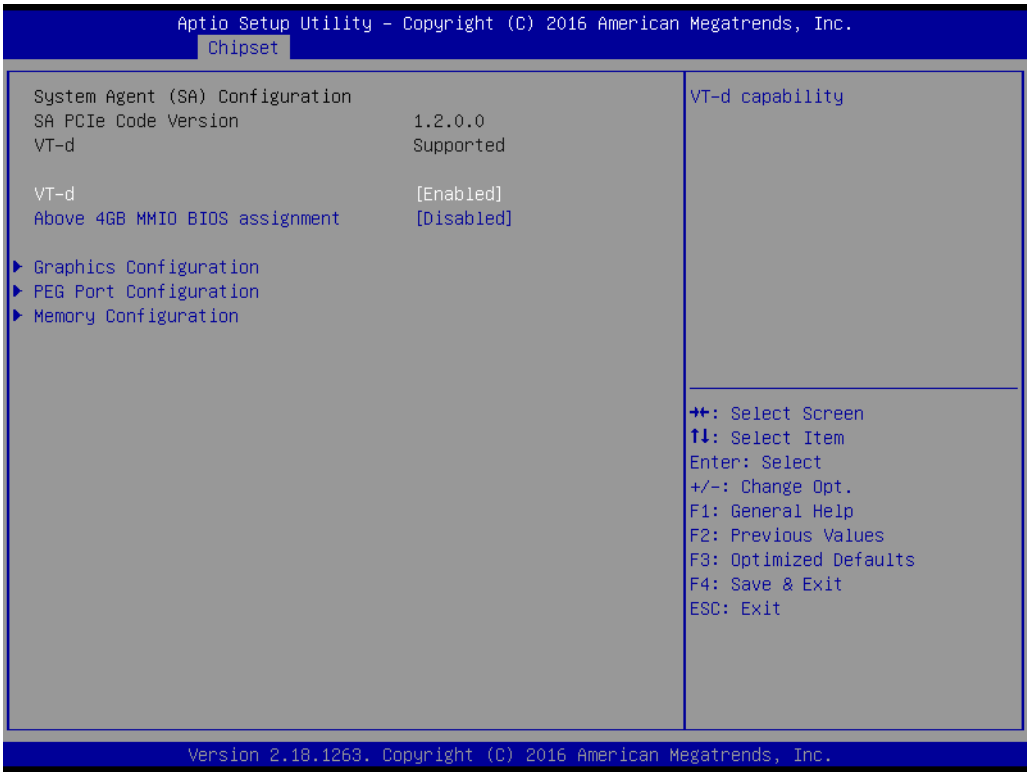 Aptio Setup Utility – Copyright (C) 2016 American Megatrends, Inc.
Chipset
System Agent (SA) Configuration
SA PCIe Code Version 1.2.0.0
VT-d Supported
VT-d [Enabled]
Above 4GB MMIO BIOS assignment [Disabled]
Graphics Configuration
PEG Port Configuration
Memory Configuration
VT-d capability
→←: Select Screen
↑↓: Select Item
Enter: Select
+/-: Change Opt.
F1: General Help
F2: Previous Values
F3: Optimized Defaults
F4: Save & Exit
ESC: Exit
Version 2.18.1263. Copyright (C) 2016 American Megatrends, Inc.